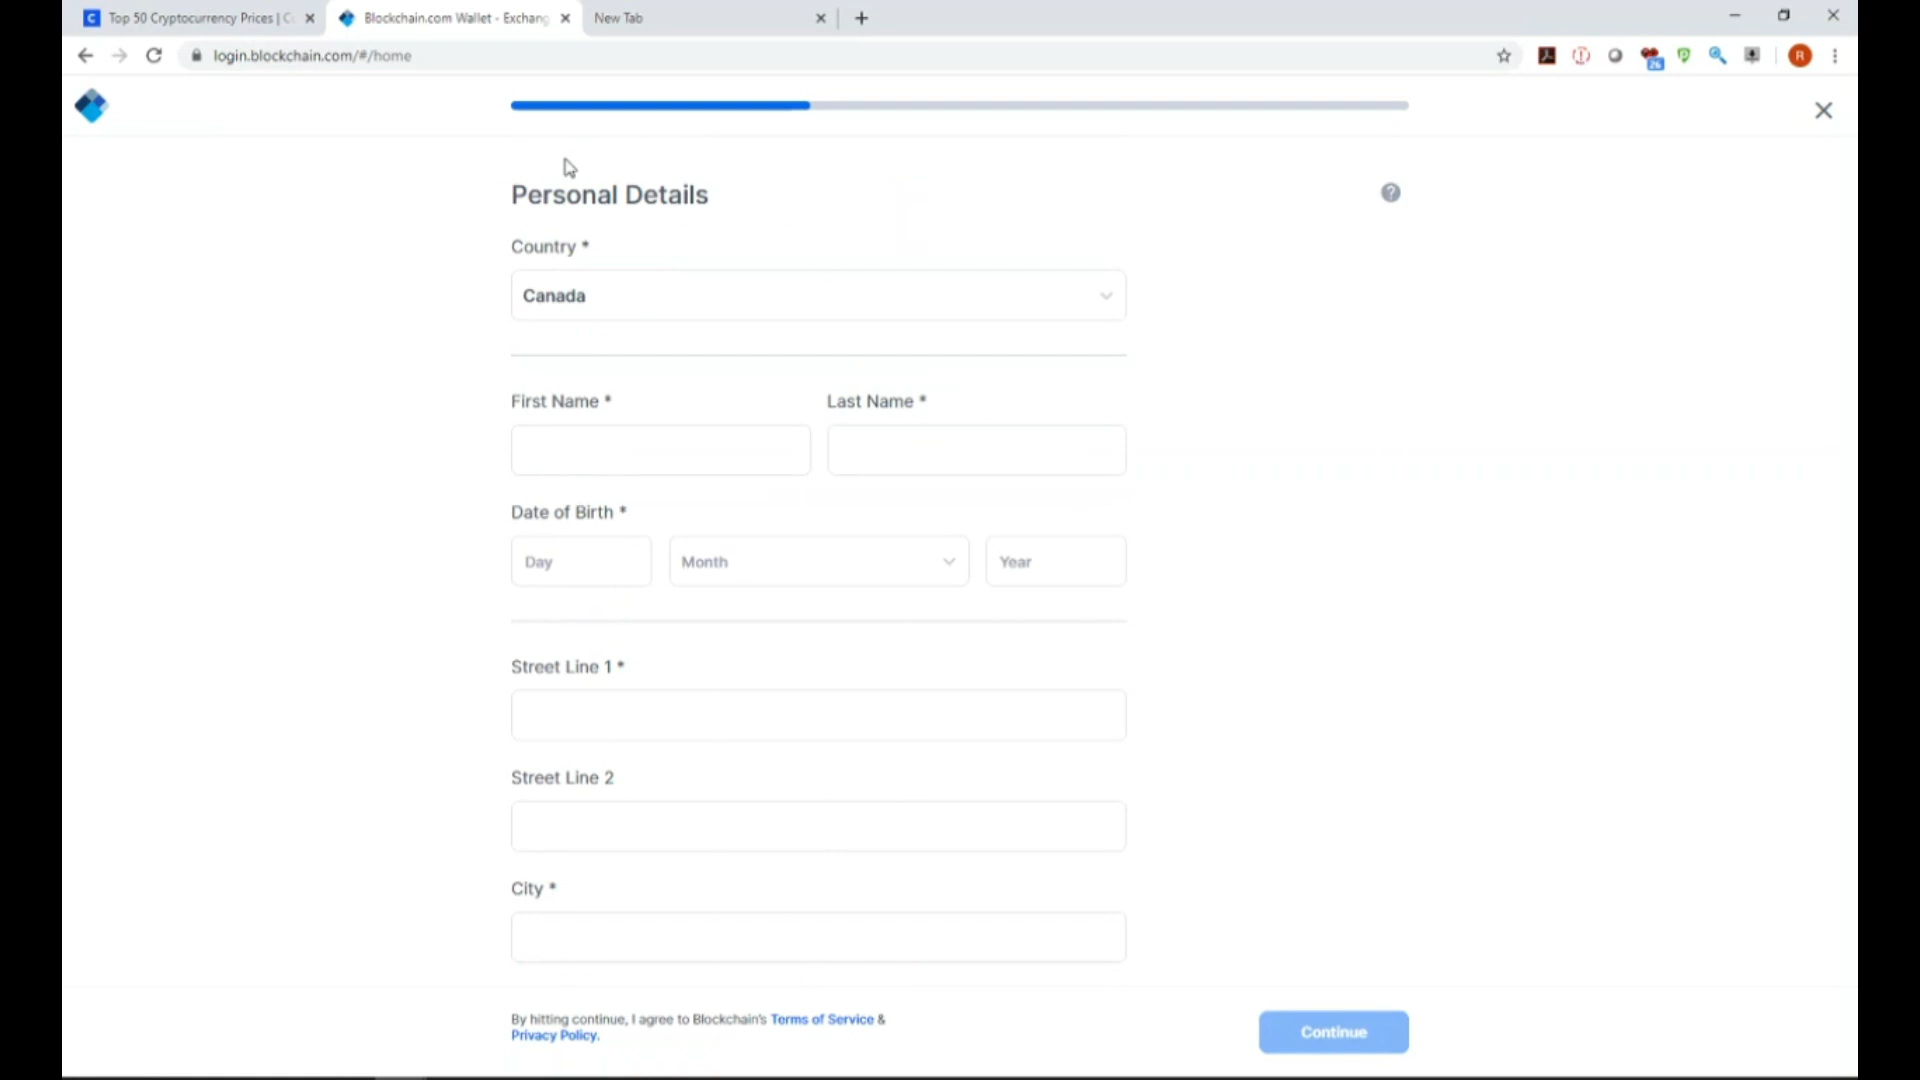 Top 50 Cryptocurrency Prices | C
Blockchain.com Wallet - Exchang
New Tab
login.blockchain.com/#/home
26
R
Personal Details
?
Country *
Canada
First Name *
Last Name *
Date of Birth *
Day
Month
Year
Street Line 1 *
Street Line 2
City *
By hitting continue, I agree to Blockchain's Terms of Service &
Privacy Policy.
Continue